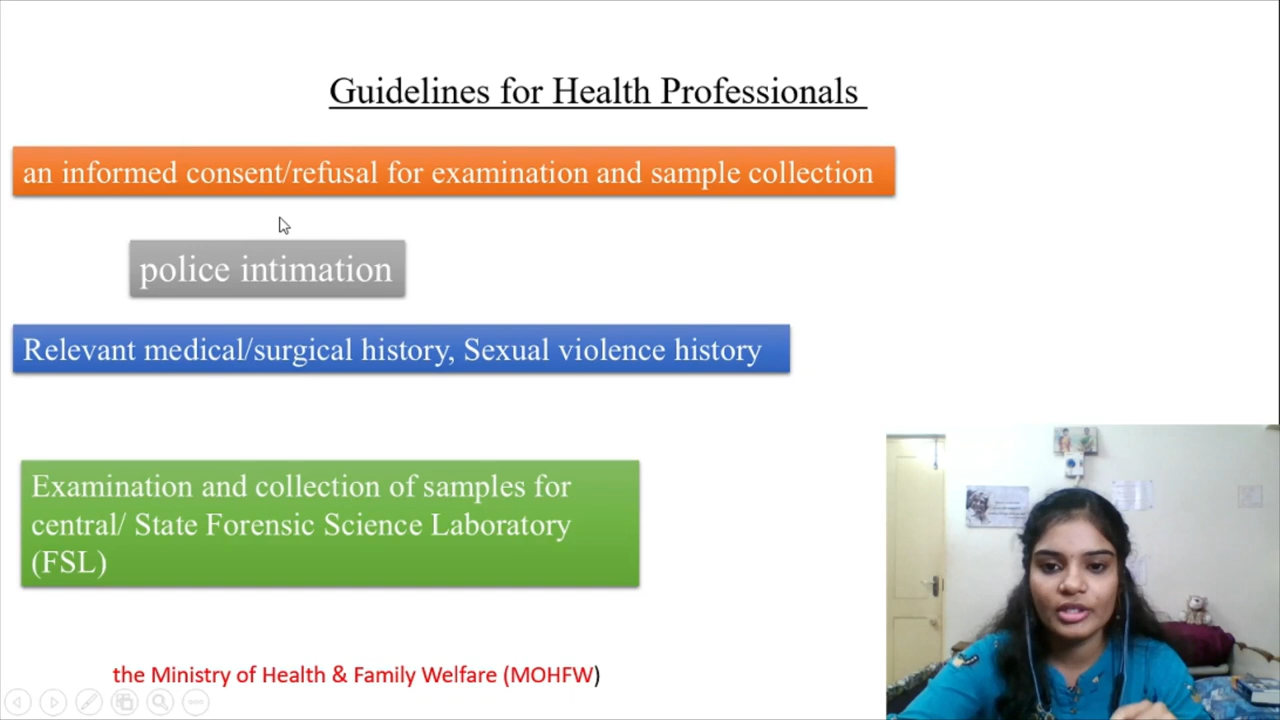 Guidelines for Health Professionals
an informed consent/refusal for examination and sample collection
police intimation
Relevant medical/surgical history, Sexual violence history
Examination and collection of samples for
central/ State Forensic Science Laboratory
(FSL)
the Ministry of Health & Family Welfare (MOHFW)